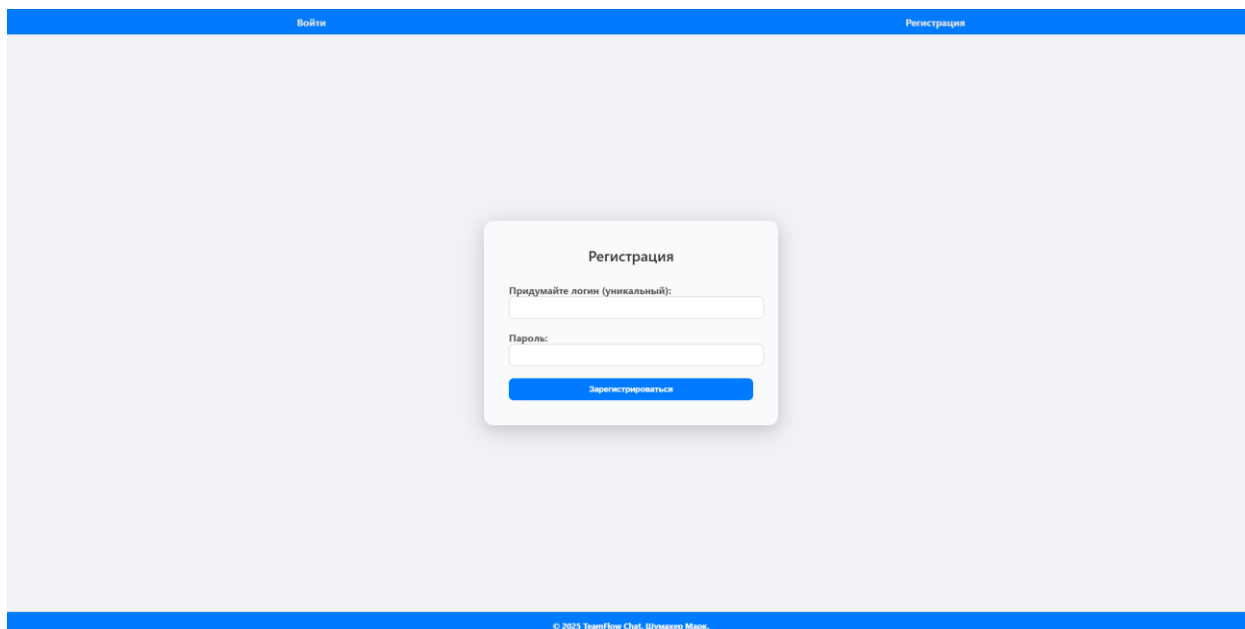 Войти Регистрация
Регистрация
Придумайте логин (уникальный):
Пароль:
Зарегистрироваться
© 2025 TeamFlow Chat. Шумахер Марк.